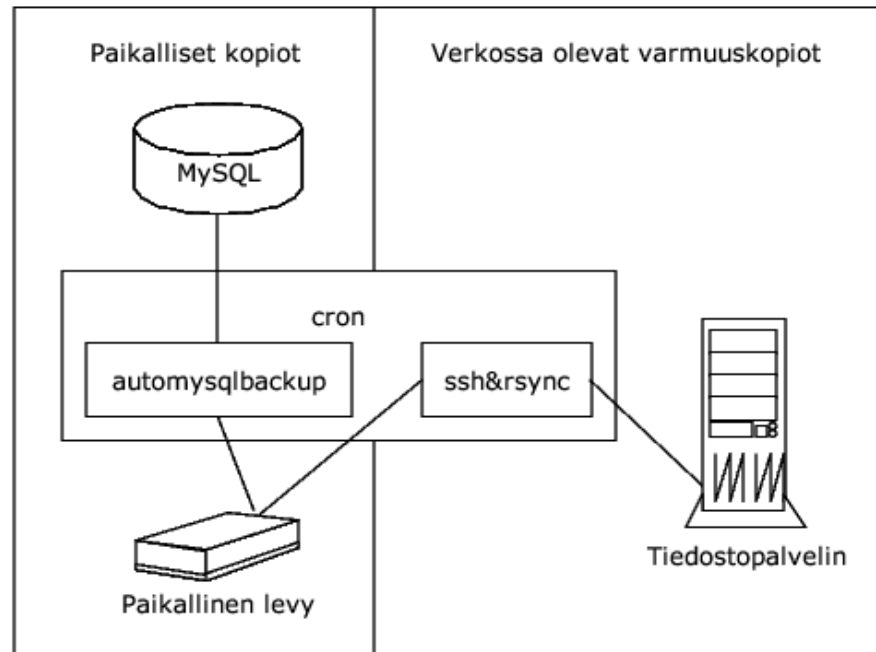 Paikalliset kopiot
Verkossa olevat varmuuskopiot
MySQL
cron
automysqlbackup
ssh&rsync
Tiedostopalvelin
Paikallinen levy